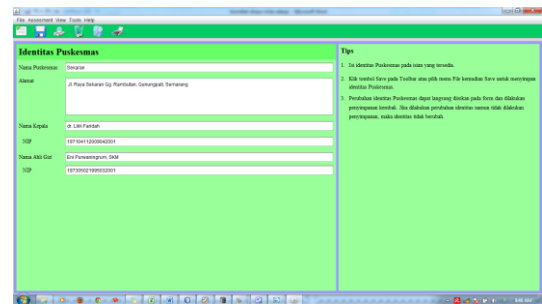 File Assessment View Tools Help
Identitas Puskesmas
Nama Puskesmas
Sekaran
Alamat
Jl. Raya Sekaran Gg. Rambutan, Gunungpati, Semarang
Nama Kepala
dr. Lilih Faridah
NIP
Nama Ahli Gizi
Eni Purwaningrum, SKM
NIP
Tips
1. Isi identitas Puskesmas pada isian yang tersedia.
2. Klik tombol Save pada Toolbar atau pilih menu File kemudian Save untuk menyimpan
identitas Puskesmas.
3. Perubahan identitas Puskesmas dapat langsung diisikan pada form dan dilakukan
penyimpanan kembali. Jika dilakukan perubahan identitas namun tidak dilakukan
penyimpanan, maka identitas tidak berubah.